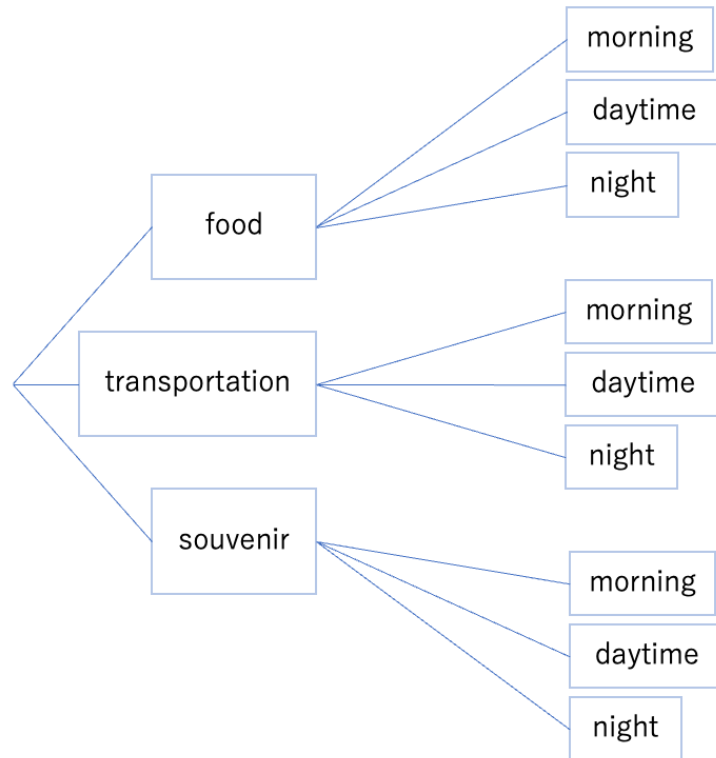 morning
daytime
night
food
morning
daytime
night
transportation
morning
daytime
night
souvenir